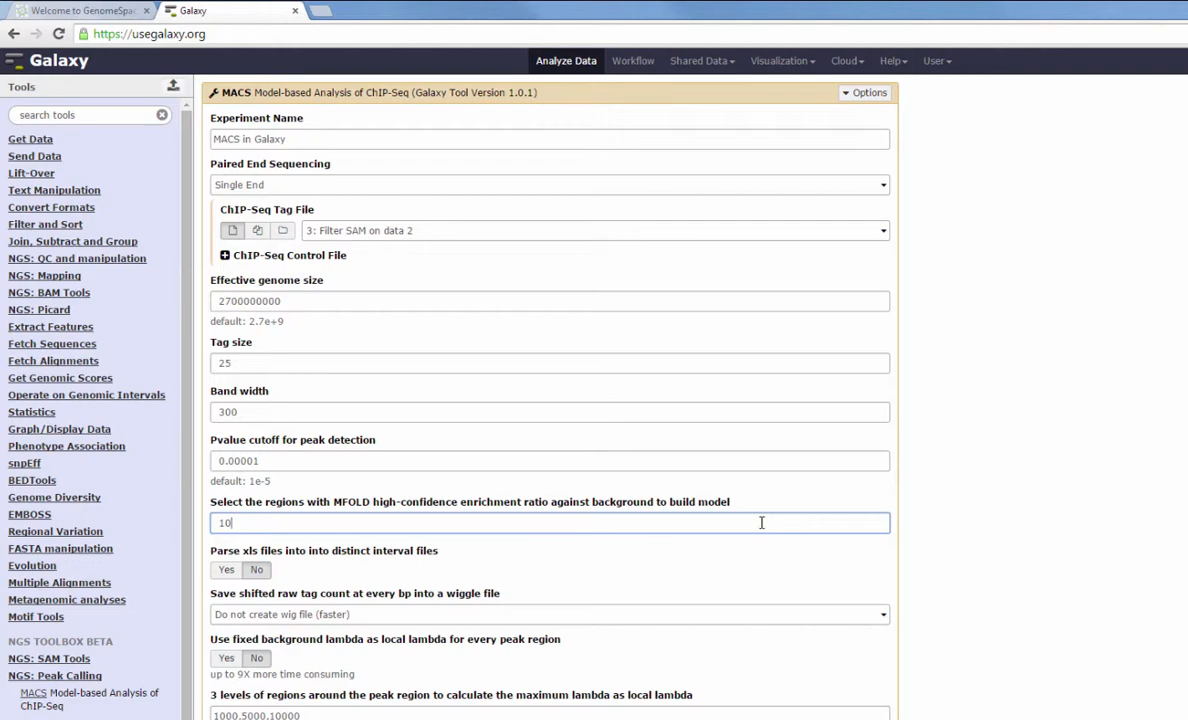 Welcome to GenomeSpac
Galaxy
https://usegalaxy.org
Galaxy
Analyze Data
Workflow
Shared Data
Visualization
Cloud
Help
User
Tools
search tools
Get Data
Send Data
Lift-Over
Text Manipulation
Convert Formats
Filter and Sort
Join, Subtract and Group
NGS: QC and manipulation
NGS: Mapping
NGS: BAM Tools
NGS: Picard
Extract Features
Fetch Sequences
Fetch Alignments
Get Genomic Scores
Operate on Genomic Intervals
Statistics
Graph/Display Data
Phenotype Association
snpEff
BEDTools
Genome Diversity
EMBOSS
Regional Variation
FASTA manipulation
Evolution
Multiple Alignments
Metagenomic analyses
Motif Tools
NGS TOOLBOX BETA
NGS: SAM Tools
NGS: Peak Calling
MACS Model-based Analysis of
ChIP-Seq
MACS Model-based Analysis of ChIP-Seq (Galaxy Tool Version 1.0.1)
Options
Experiment Name
MACS in Galaxy
Paired End Sequencing
Single End
ChIP-Seq Tag File
3: Filter SAM on data 2
ChIP-Seq Control File
Effective genome size
2700000000
default: 2.7e+9
Tag size
25
Band width
300
Pvalue cutoff for peak detection
0.00001
default: 1e-5
Select the regions with MFOLD high-confidence enrichment ratio against background to build model
10
Parse xls files into into distinct interval files
Yes No
Save shifted raw tag count at every bp into a wiggle file
Do not create wig file (faster)
Use fixed background lambda as local lambda for every peak region
Yes No
up to 9X more time consuming
3 levels of regions around the peak region to calculate the maximum lambda as local lambda
1000,5000,10000